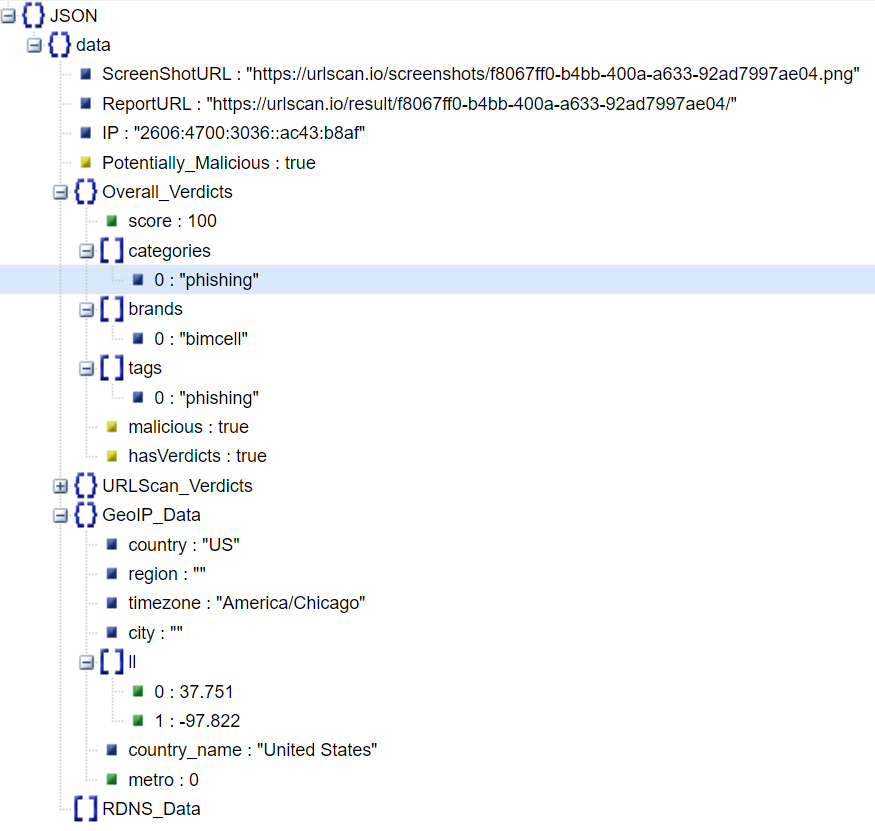 JSON
data
ScreenShotURL : "https://urlscan.io/screenshots/f8067ff0-b4bb-400a-a633-92ad7997ae04.png"
ReportURL : "https://urlscan.io/result/f8067ff0-b4bb-400a-a633-92ad7997ae04/"
IP : "2606:4700:3036::ac43:b8af"
Potentially_Malicious : true
Overall_Verdicts
score : 100
categories
0 : "phishing"
brands
0 : "bimcell"
tags
0 : "phishing"
malicious : true
hasVerdicts : true
URLScan_Verdicts
GeoIP_Data
country : "US"
region : ""
timezone : "America/Chicago"
city : ""
ll
0 : 37.751
1 : -97.822
country_name : "United States"
metro : 0
RDNS_Data